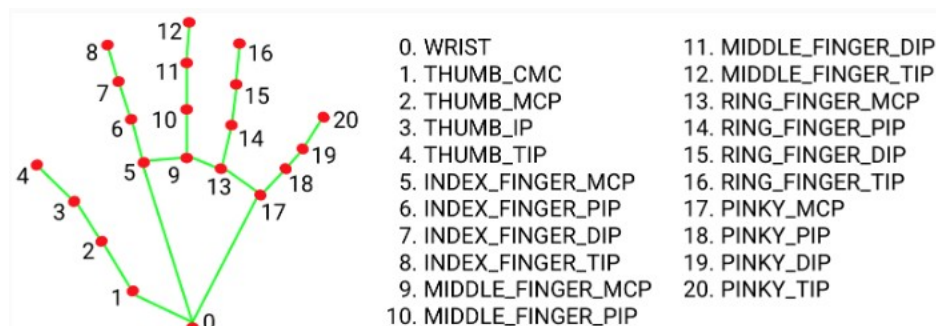 12
8
16
11
7
15
10
6
14
20
4
5
9
19
13
18
3
17
2
1
0
0. WRIST
1. THUMB_CMC
2. THUMB_MCP
3. THUMB_IP
4. THUMB_TIP
5. INDEX_FINGER_MCP
6. INDEX_FINGER_PIP
7. INDEX_FINGER_DIP
8. INDEX_FINGER_TIP
9. MIDDLE_FINGER_MCP
10. MIDDLE_FINGER_PIP
11. MIDDLE_FINGER_DIP
12. MIDDLE_FINGER_TIP
13. RING_FINGER_MCP
14. RING_FINGER_PIP
15. RING_FINGER_DIP
16. RING_FINGER_TIP
17. PINKY_MCP
18. PINKY_PIP
19. PINKY_DIP
20. PINKY_TIP